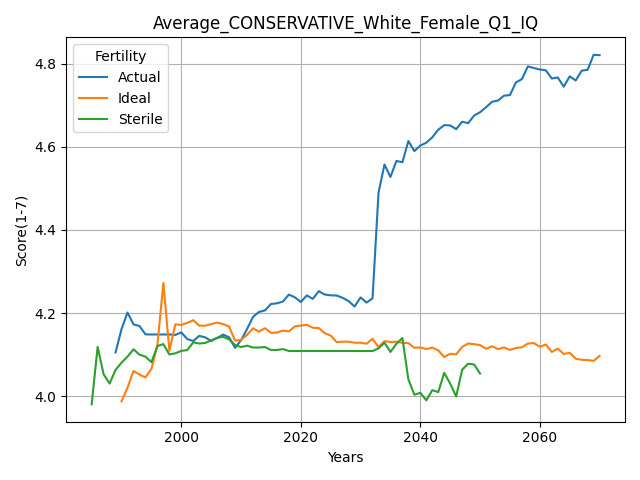 Average_CONSERVATIVE_White_Female_Q1_IQ
Fertility
Actual
Ideal
Sterile
Score(1-7)
4.8
4.6
4.4
4.2
4.0
2000
2020
2040
2060
Years